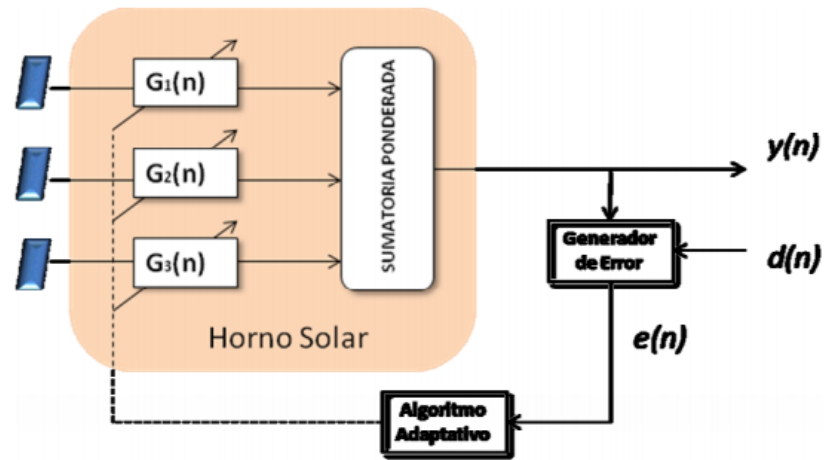 G1(n)
G2(n)
G3(n)
SUMATORIA PONDERADA
Horno Solar
y(n)
Generador
de Error
d(n)
e(n)
Algoritmo
Adaptativo